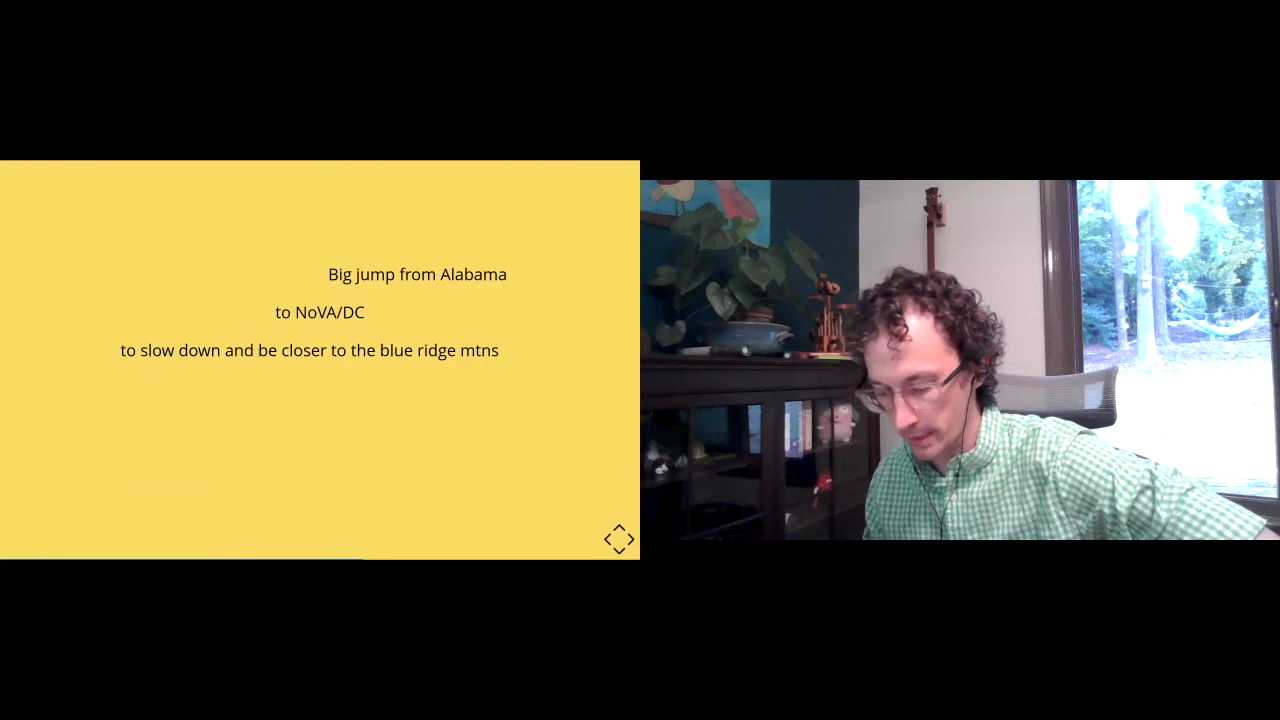 Big jump from Alabama
to NoVA/DC
to slow down and be closer to the blue ridge mtns